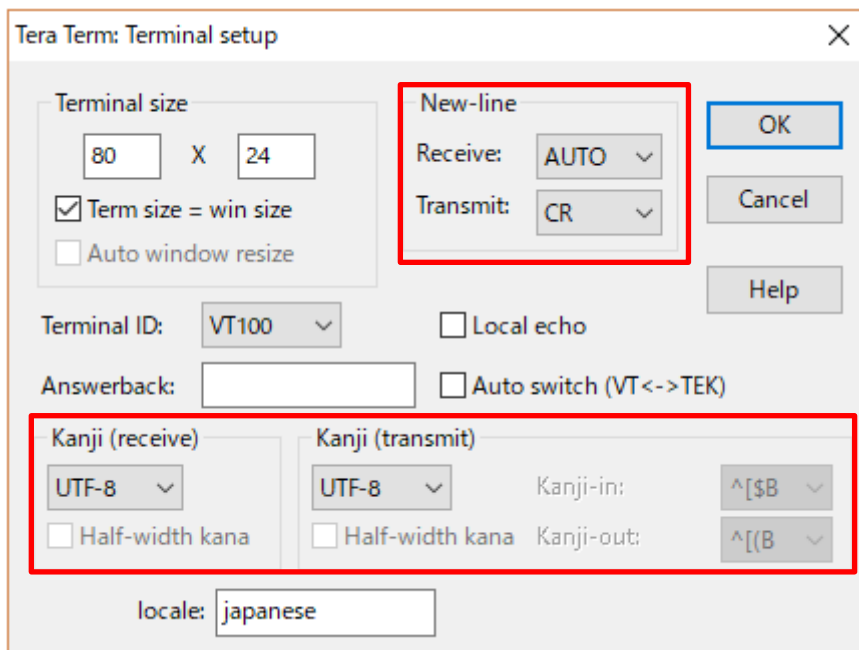 Tera Term: Terminal setup
Terminal size
80 X 24
Term size = win size
Auto window resize
New-line
Receive: AUTO
Transmit: CR
OK
Cancel
Help
Terminal ID: VT100
Local echo
Answerback:
Auto switch (VT<->TEK)
Kanji (receive)
UTF-8
Half-width kana
Kanji (transmit)
UTF-8
Half-width kana
Kanji-in: ^[$B
Kanji-out: ^[(B
locale: japanese